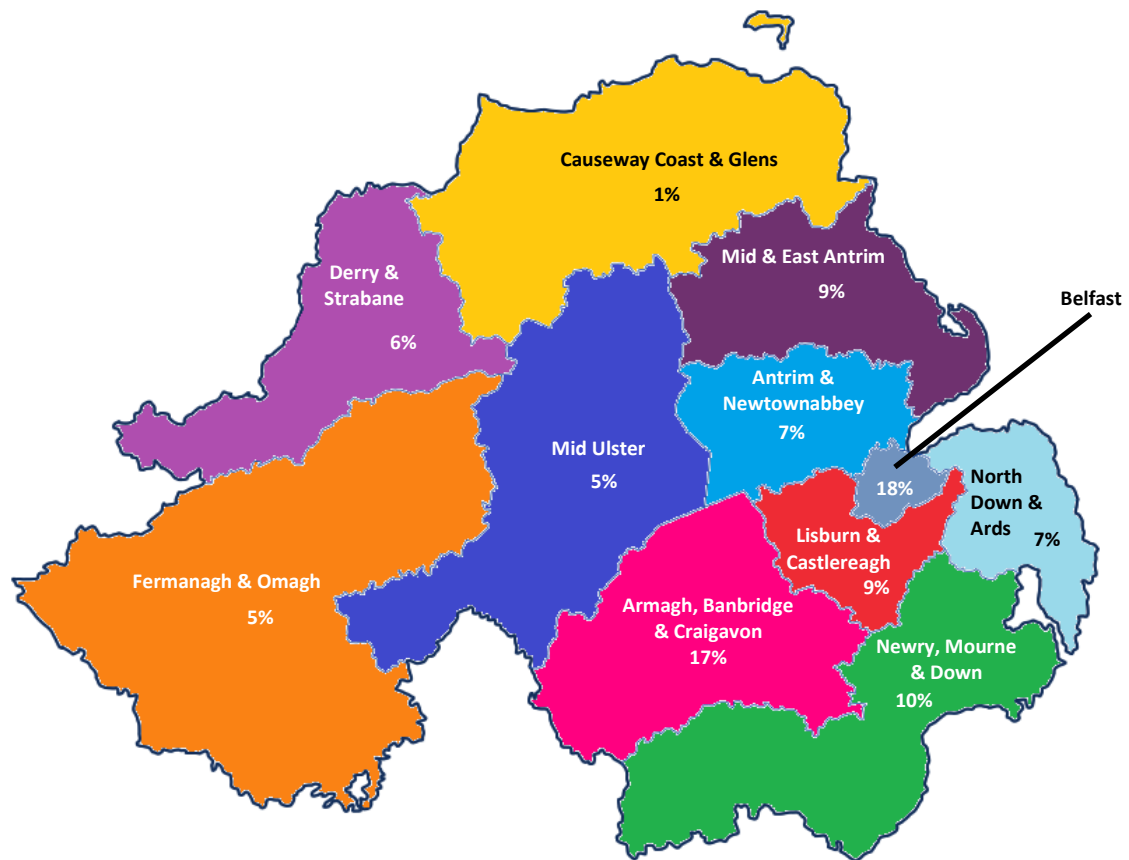 Causeway Coast & Glens
1%
Mid & East Antrim
9%
Derry &
Strabane
6%
Belfast
Antrim &
Newtownabbey
7%
Mid Ulster
5%
18%
North
Down &
Ards
7%
Lisburn &
Castlereagh
9%
Fermanagh & Omagh
5%
Armagh, Banbridge
& Craigavon
17%
Newry, Mourne
& Down
10%